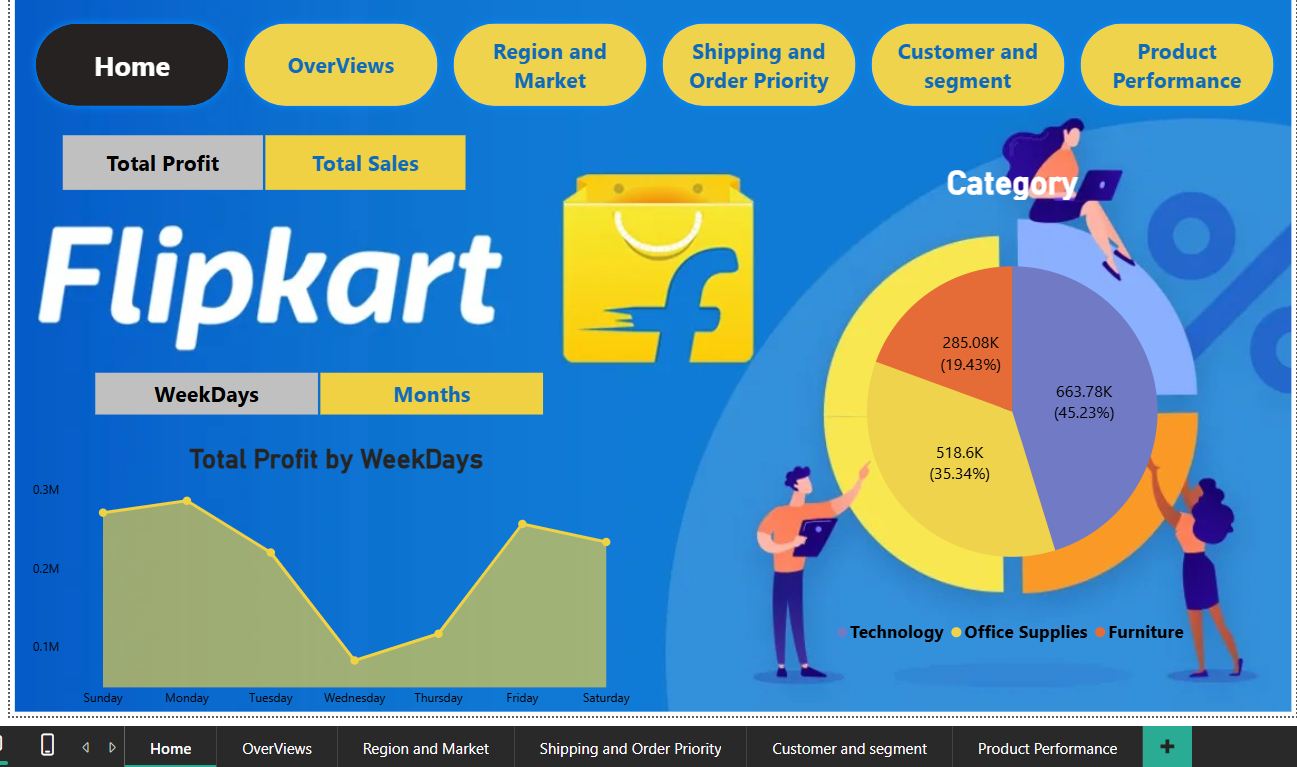 Home
OverViews
Region and
Market
Shipping and
Order Priority
Customer and
segment
Product
Performance
Total Profit
Total Sales
Category
Flipkart
f
WeekDays
Months
Total Profit by WeekDays
0.3M
0.2M
0.1M
Sunday
Monday
Tuesday
Wednesday
Thursday
Friday
Saturday
285.08K
(19.43%)
663.78K
(45.23%)
518.6K
(35.34%)
Technology
Office Supplies
Furniture
Home
OverViews
Region and Market
Shipping and Order Priority
Customer and segment
Product Performance